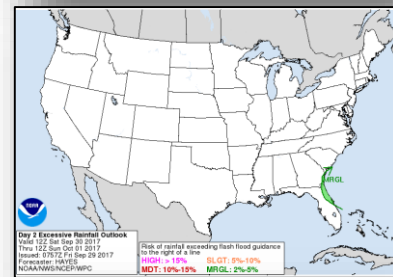 MRGL
NOAA
Day 2 Excessive Rainfall Outlook
Valid 12Z Sat Sep 30 2017
Thru 12Z Sun Oct 01 2017
Issued: 0757Z Fri Sep 29 2017
Forecaster: HAYES
NOAA/NWS/NCEP/WPC
Risk of rainfall exceeding flash flood guidance
to the right of a line
HIGH: > 15% SLGT: 5%-10%
MDT: 10%-15% MRGL: 2%-5%